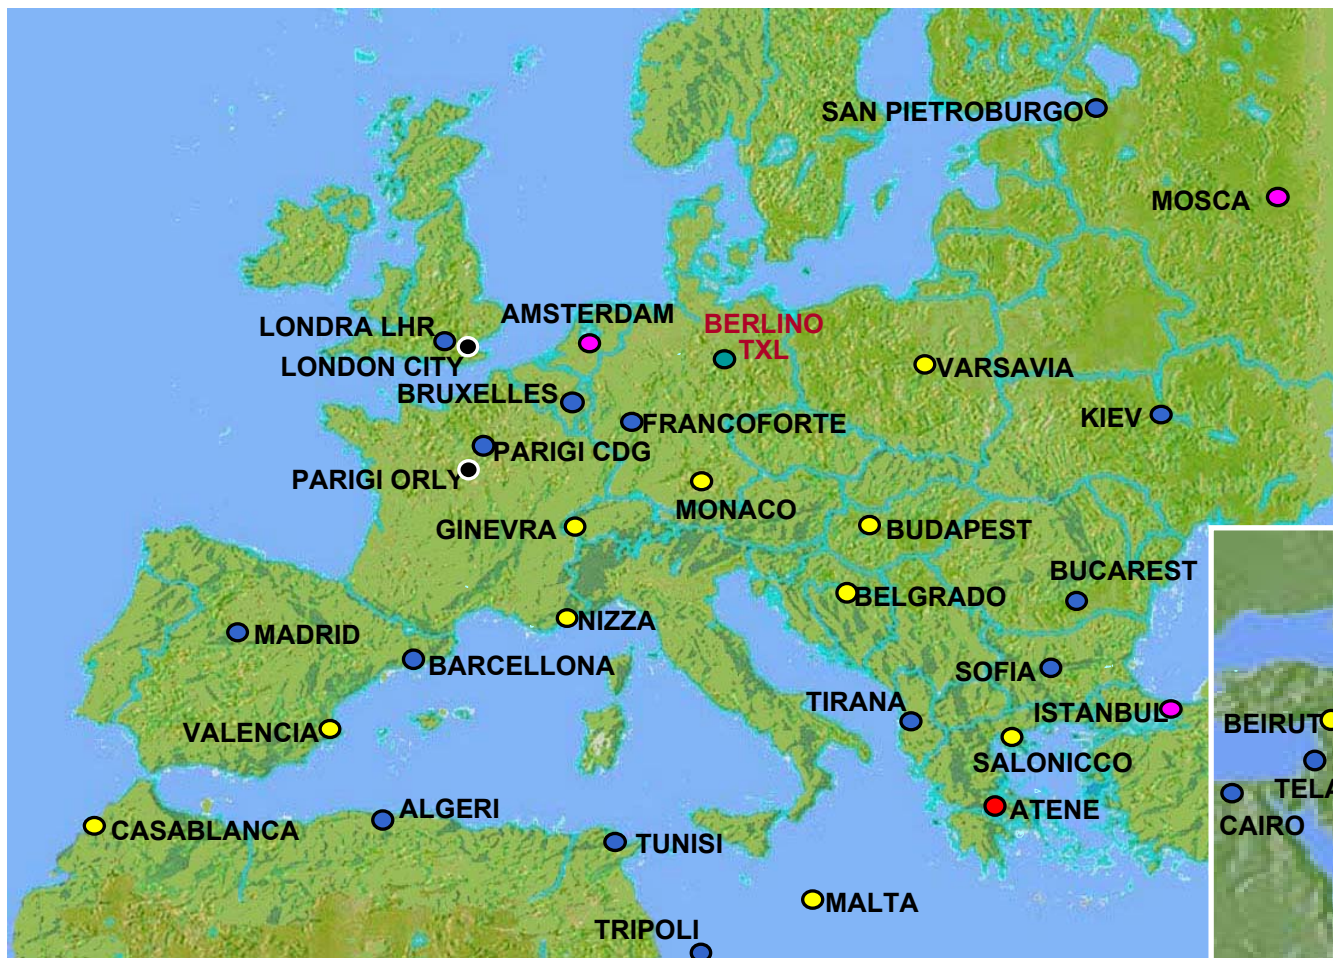 SAN PIETROBURGO
MOSCA
AMSTERDAM
LONDRA LHR
BERLINO
TXL
LONDON CITY
VARSAVIA
BRUXELLES
FRANCOFORTE
KIEV
PARIGI CDG
PARIGI ORLY
MONACO
GINEVRA
BUDAPEST
BUCAREST
BELGRADO
NIZZA
MADRID
BARCELLONA
SOFIA
TIRANA
ISTANBUL
BEIRUT
VALENCIA
SALONICCO
TELA
ALGERI
ATENE
CASABLANCA
CAIRO
TUNISI
MALTA
TRIPOLI